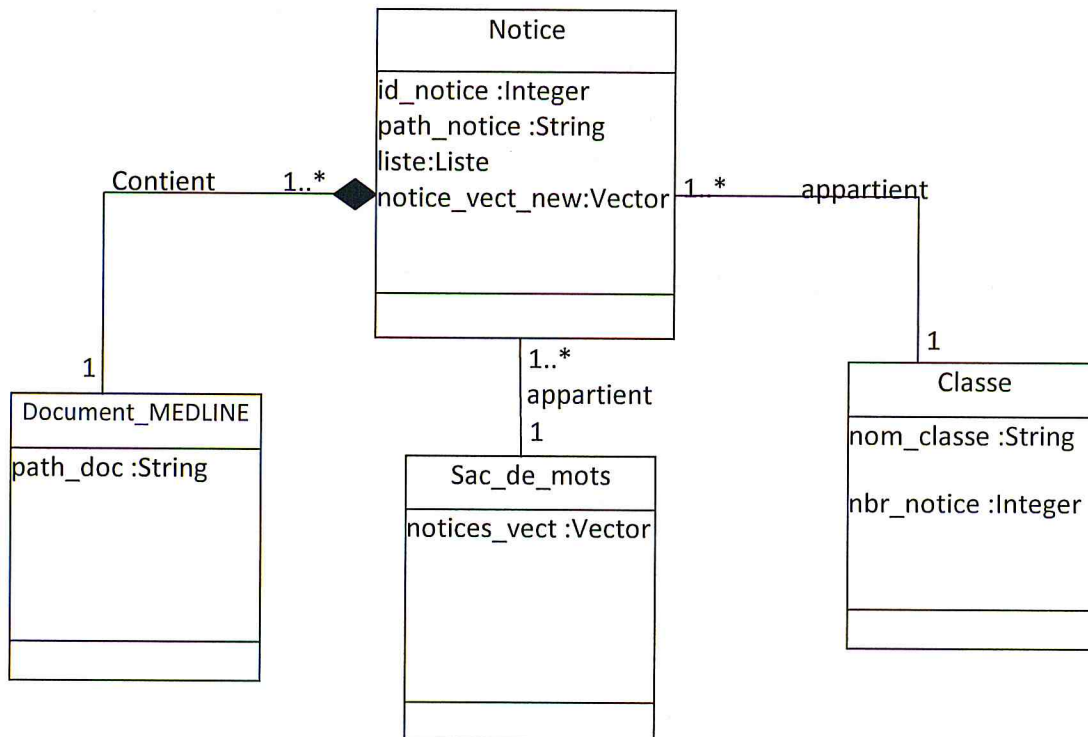 Notice
id_notice :Integer
path_notice :String
liste:Liste
notice_vect_new:Vector
Contient
1..*
1..*
appartient
1
1..*
appartient
1
1
Document_MEDLINE
path_doc :String
Sac_de_mots
notices_vect :Vector
Classe
nom_classe :String
nbr_notice :Integer